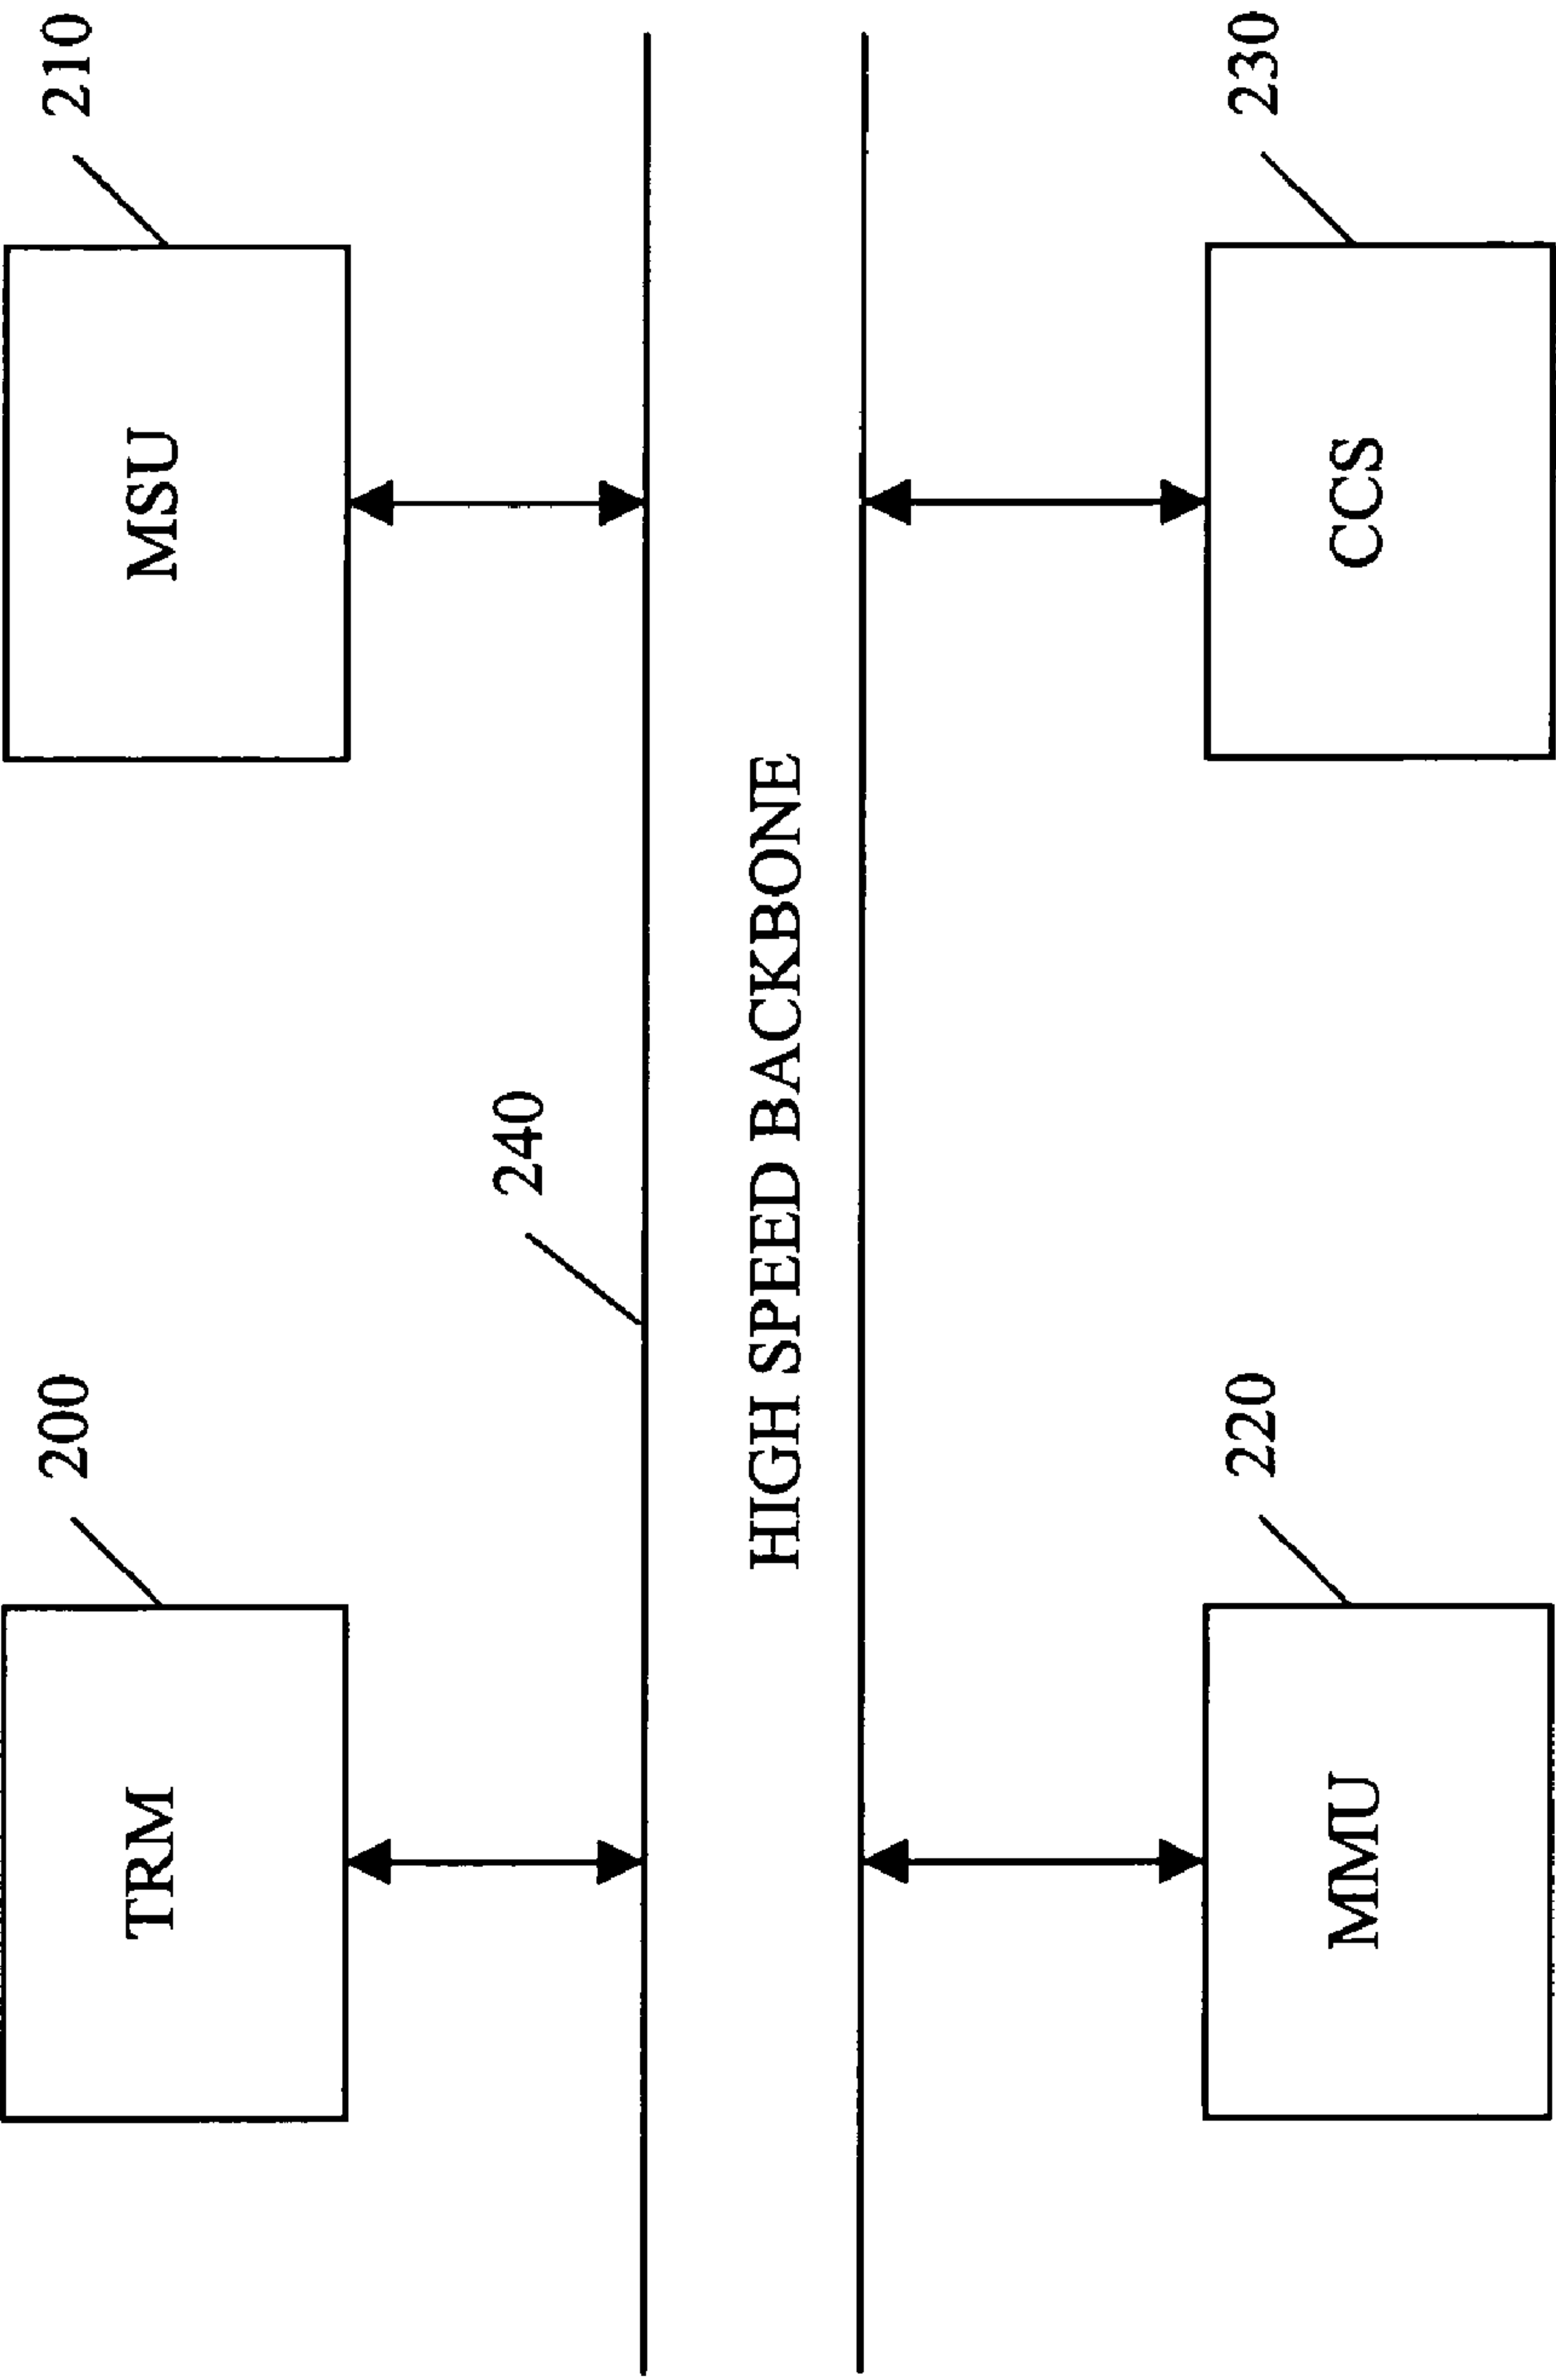 200
210
TRM
MSU
240
HIGH SPEED BACKBONE
220
230
MMU
CCS